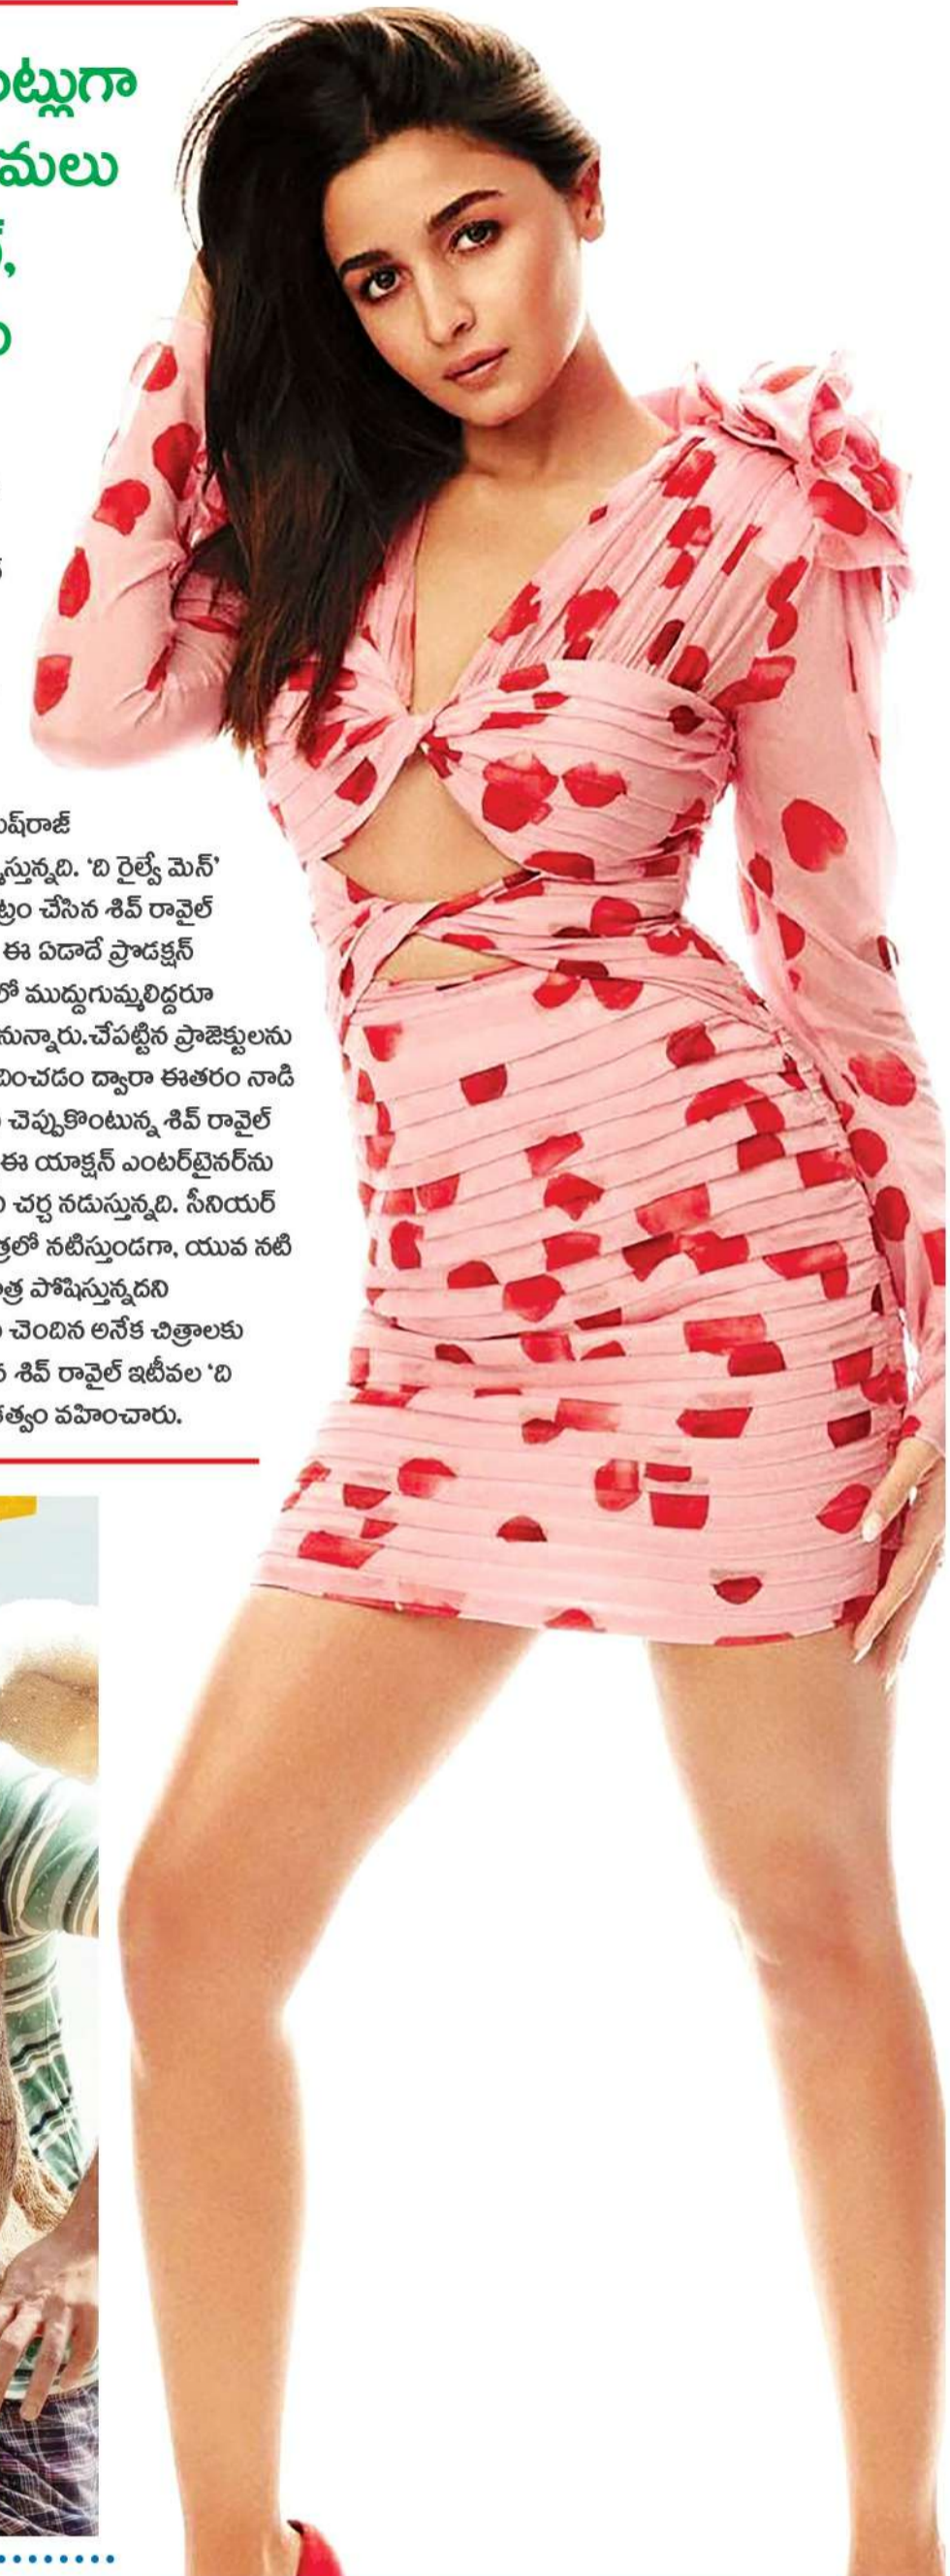 మలు
ష్‌రాజ్
స్తున్నది. ‘ది రైల్వే మెన్’
చేసిన శివ్ రావైల్
ఈ ఏడాదే ప్రొడక్షన్
లో ముద్దుగుమ్మలిద్దరూ
నున్నారు.చేపట్టిన ప్రాజెక్టులను
ద్వారా ఈతరం నాడి
చెప్పుకొంటున్న శివ్ రావైల్
ఈ యాక్షన్ ఎంటర్‌టైనర్‌ను
చర్చ నడుస్తున్నది. సీనియర్
త్రలో నటిస్తుండగా, యువ నటి
పోషిస్తున్నదని
చెందిన అనేక చిత్రాలకు
శివ్ రావైల్ ఇటీవల ‘ది
వహించారు.